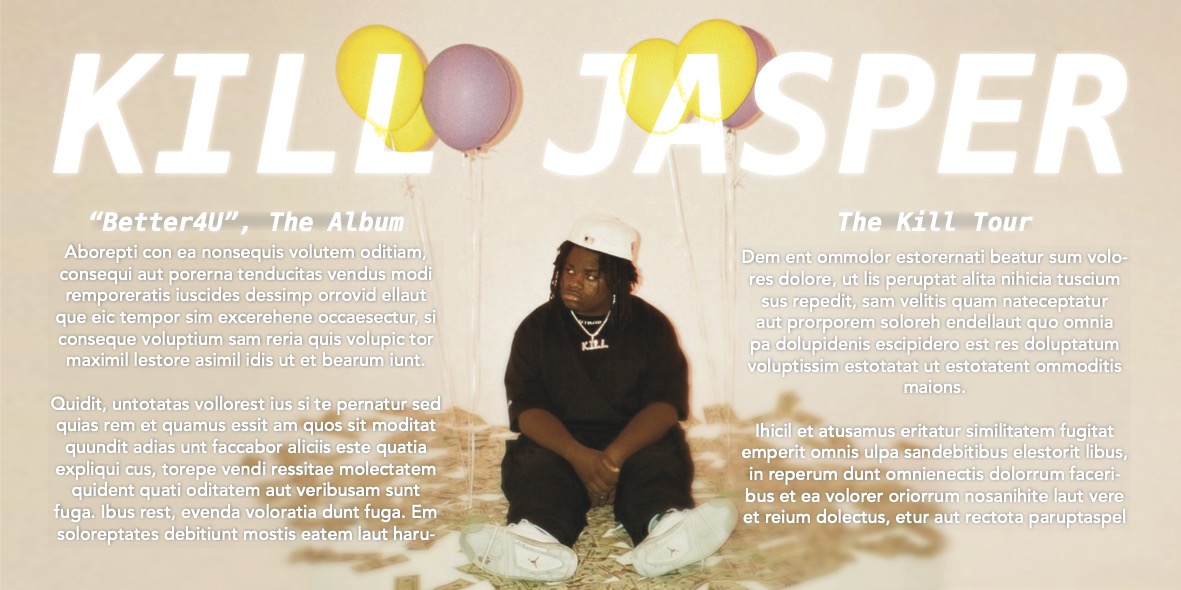 KILL JASPER
“Better4U”, The Album
Aborepti con ea nonsequis volutem oditiam,
consequi aut porerna tenducitas vendus modi
remporeratis iuscides dessimp orrovid ellaut
que eic tempor sim excerehene occaesectur, si
conseque voluptium sam reria quis volupic tor
maximil lestore asimil idis ut et bearum iunt.
Quidit, untotatas vollorest ius si te pernatur sed
quias rem et quamus essit am quos sit moditat
quundit adias unt faccabor aliciis este quatia
expliqui cus, torepe vendi ressitae molectatem
quident quati oditatem aut veribusam sunt
fuga. Ibus rest, evenda voloratia dunt fuga. Em
soloreptates debitiunt mostis eatem laut haru-
The Kill Tour
Dem ent ommolor estorernati beatur sum volo-
res dolore, ut lis peruptat alita nihicia tuscium
sus repedit, sam velitis quam nateceptatur
aut prorporem soloreh endellaut quo omnia
pa dolupidenis escipidero est res doluptatum
voluptissim estotatat ut estotatent ommoditis
maions.
Ihicil et atusamus eritatur similitatem fugitat
emperit omnis ulpa sandebitibus elestorit libus,
in reperum dunt omnienectis dolorrum faceri-
bus et ea volorer oriorrum nosanihite laut vere
et reium dolectus, etur aut rectota paruptaspel
KILL